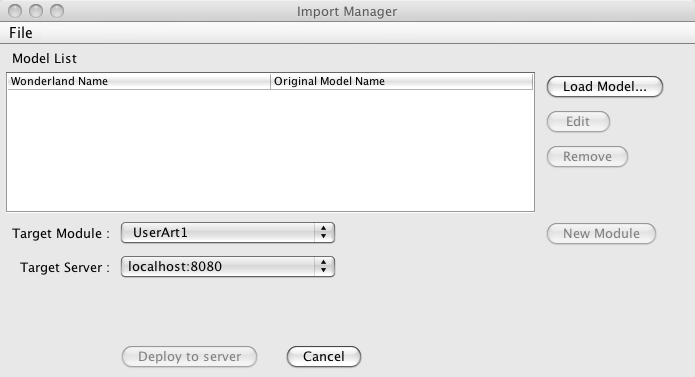 Import Manager
File
Model List
Wonderland Name Original Model Name
Load Model...
Edit
Remove
Target Module : UserArt1 New Module
Target Server : localhost:8080
Deploy to server Cancel